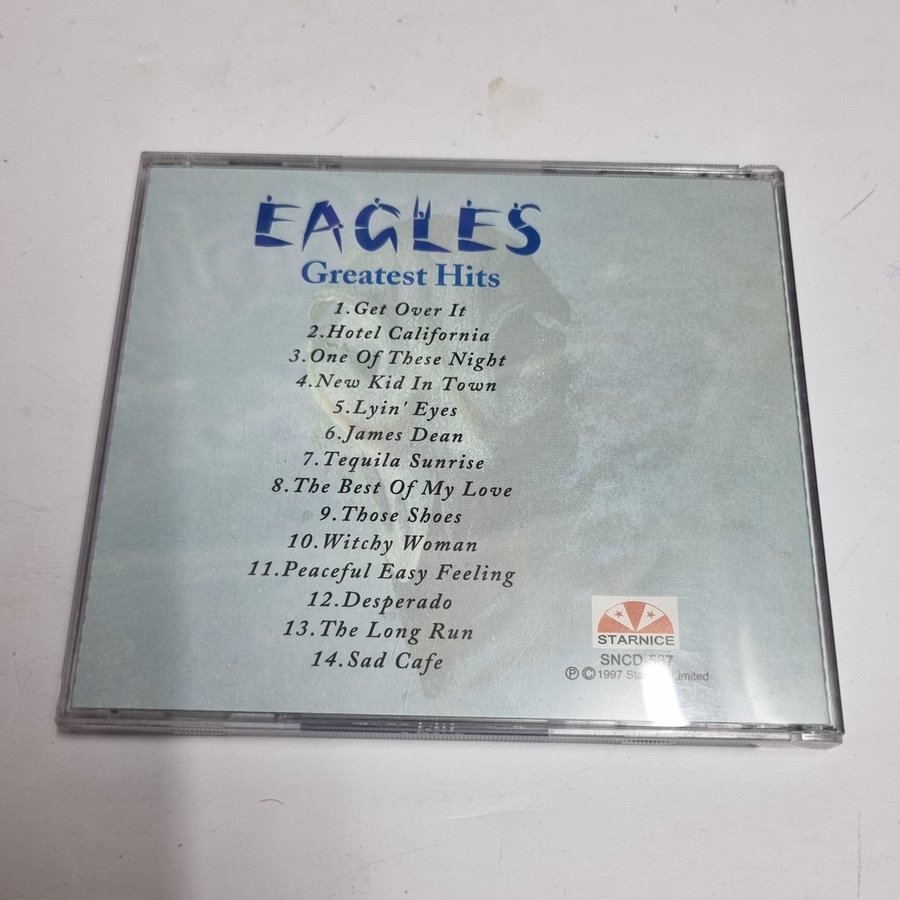 EAGLES
Greatest Hits
1.Get Over It
2.Hotel California
3.One Of These Night
4.New Kid In Town
5.Lyin' Eyes
6.James Dean
7.Tequila Sunrise
8.The Best Of My Love
9.Those Shoes
10.Witchy Woman
11.Peaceful Easy Feeling
12.Desperado
13.The Long Run
14.Sad Cafe
STARNICE
℗ © 1997 Limited